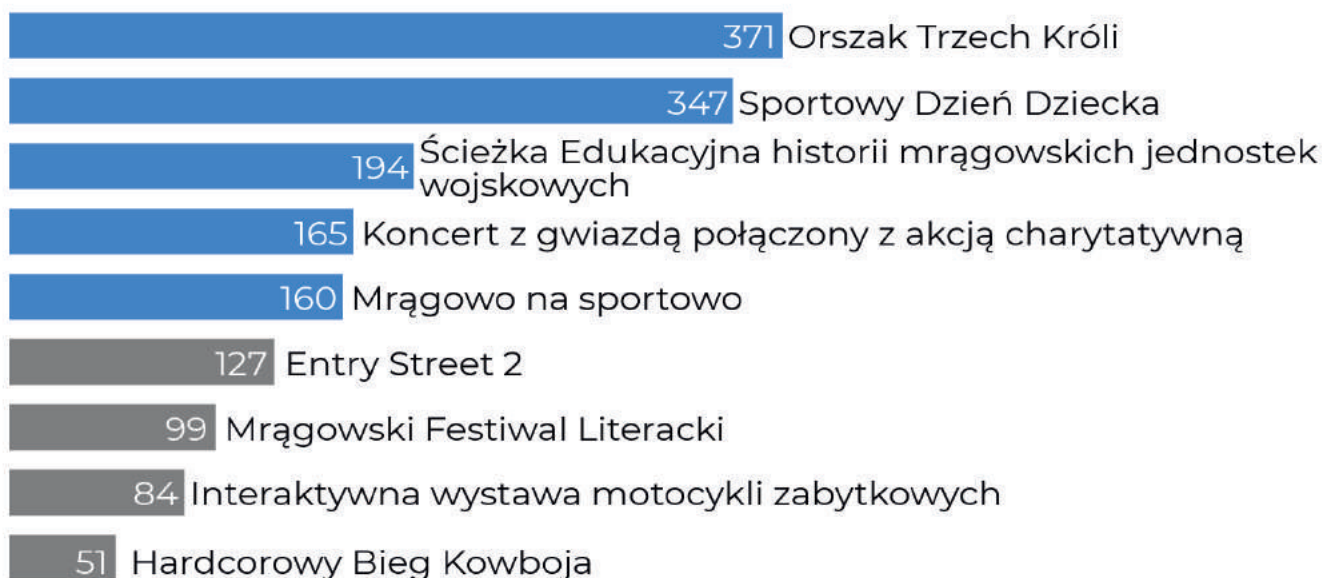 371 Orszak Trzech Króli
347 Sportowy Dzień Dziecka
194 Ścieżka Edukacyjna historii mrągowskich jednostek
wojskowych
165 Koncert z gwiazdą połączony z akcją charytatywną
160 Mrągowo na sportowo
127 Entry Street 2
99 Mrągowski Festiwal Literacki
84 Interaktywna wystawa motocykli zabytkowych
51 Hardcorowy Bieg Kowboja